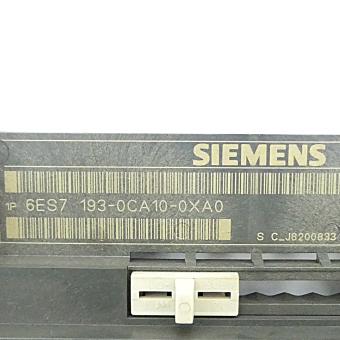 SIEMENS
1P 6ES7 193-0CA10-0XA0
S C_J8200833